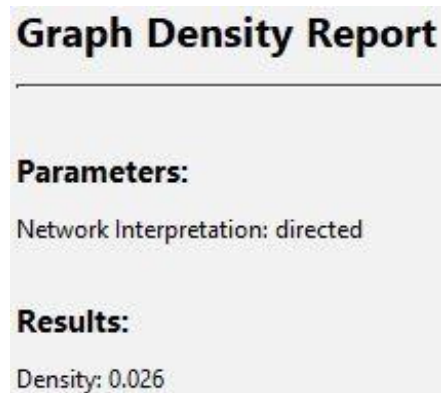 Graph Density Report
Parameters:
Network Interpretation: directed
Results:
Density: 0.026